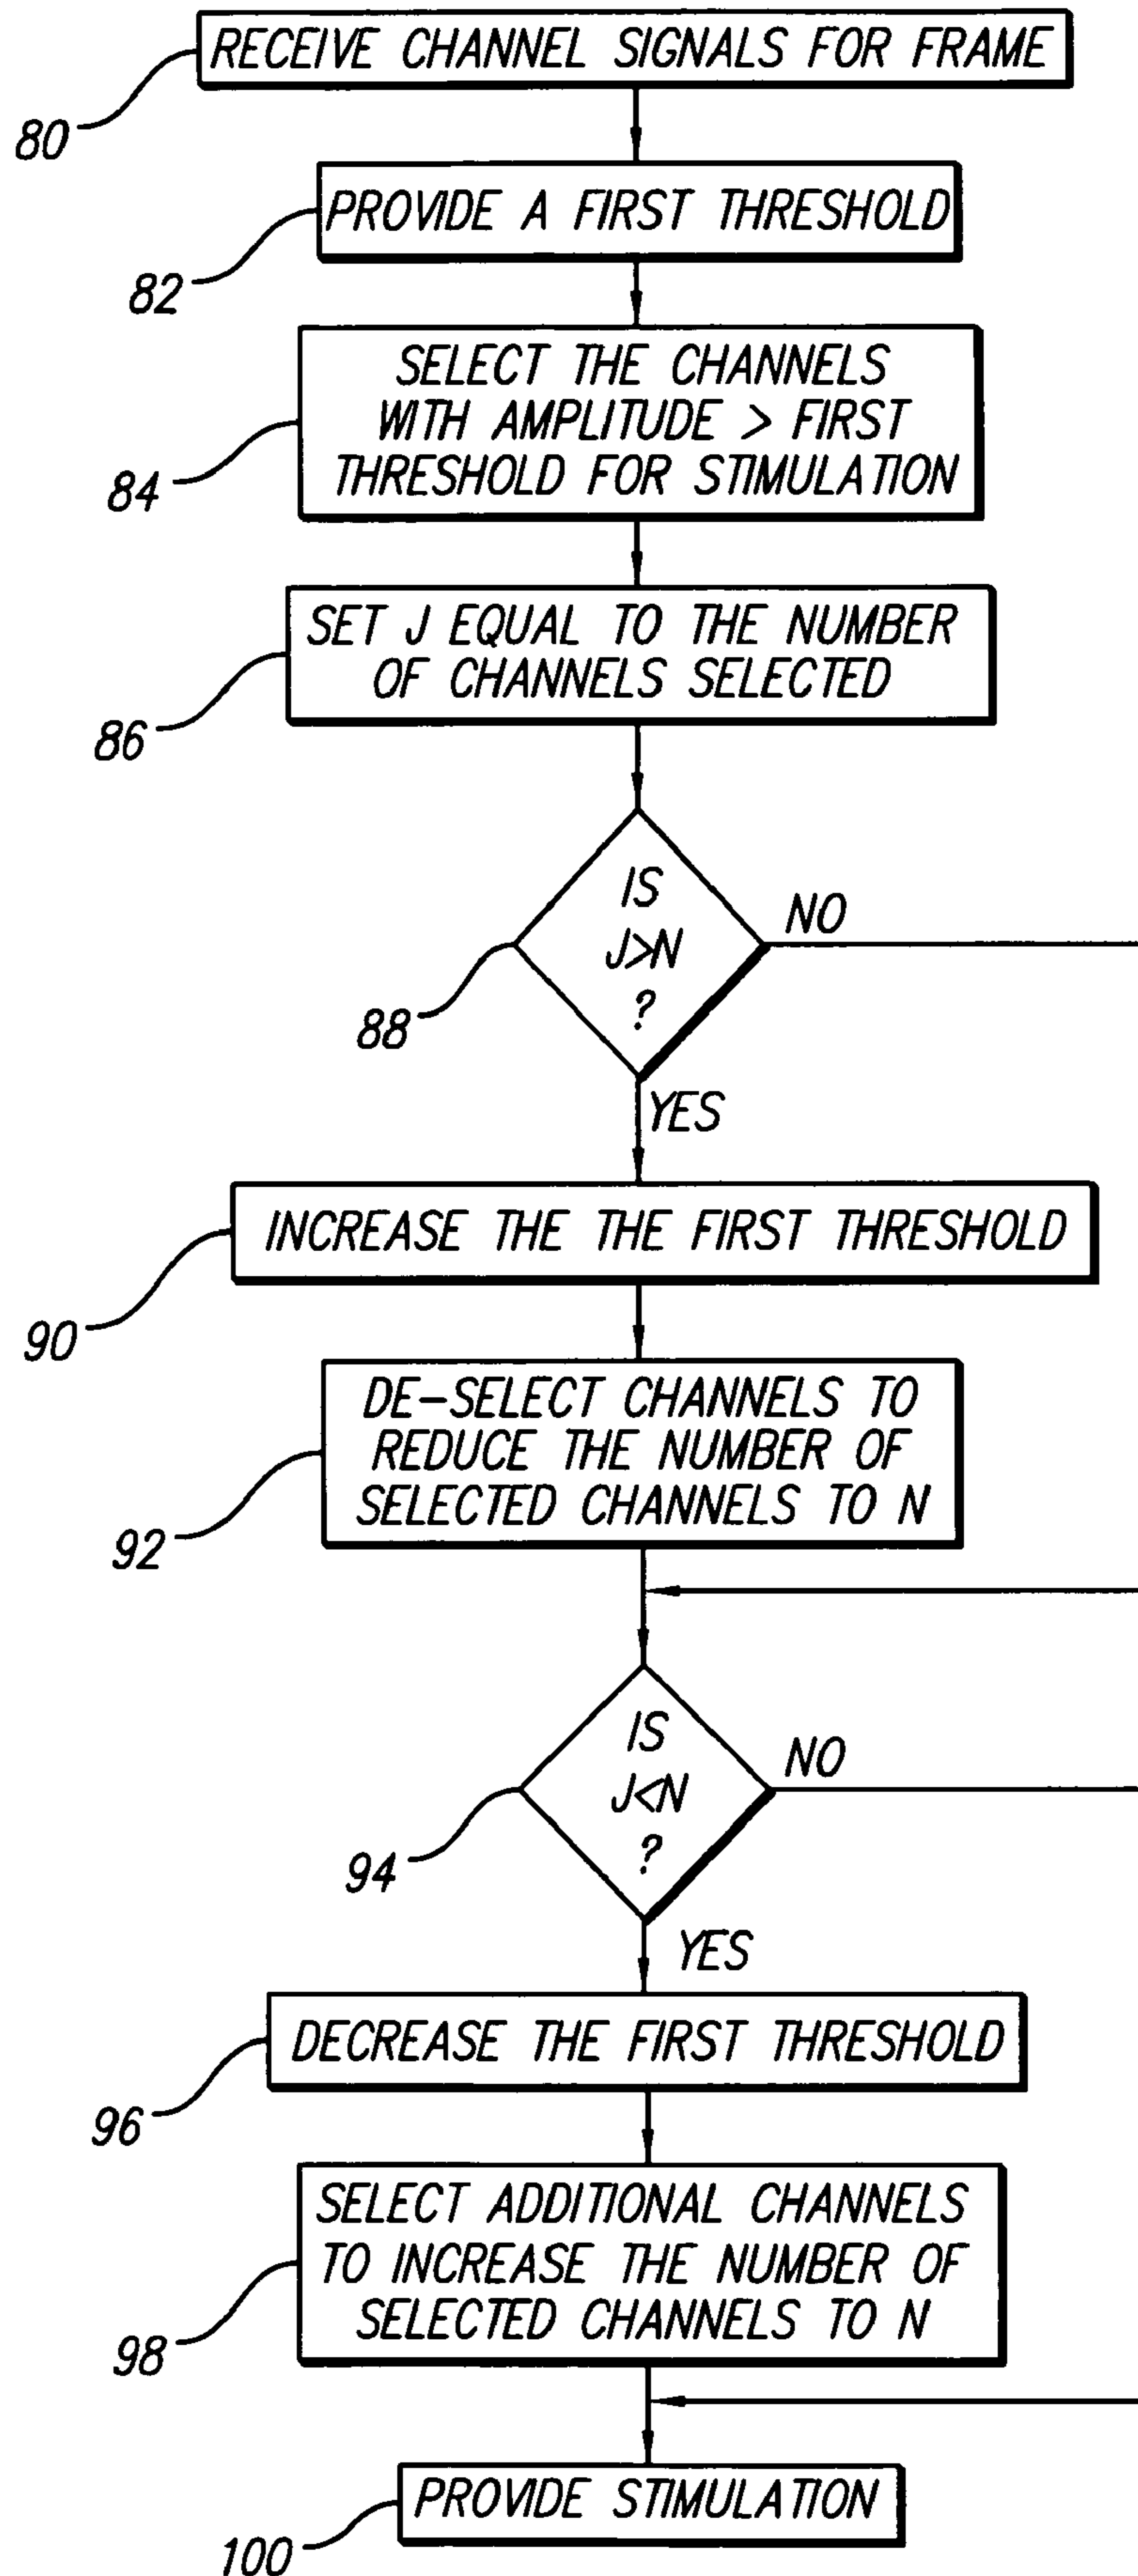 RECEIVE CHANNEL SIGNALS FOR FRAME
80
PROVIDE A FIRST THRESHOLD
82
SELECT THE CHANNELS
WITH AMPLITUDE > FIRST
THRESHOLD FOR STIMULATION
84
SET J EQUAL TO THE NUMBER
OF CHANNELS SELECTED
86
IS
J>N
?
NO
88
YES
INCREASE THE THE FIRST THRESHOLD
90
DE-SELECT CHANNELS TO
REDUCE THE NUMBER OF
SELECTED CHANNELS TO N
92
IS
J<N
?
NO
94
YES
DECREASE THE FIRST THRESHOLD
96
SELECT ADDITIONAL CHANNELS
TO INCREASE THE NUMBER OF
SELECTED CHANNELS TO N
98
PROVIDE STIMULATION
100